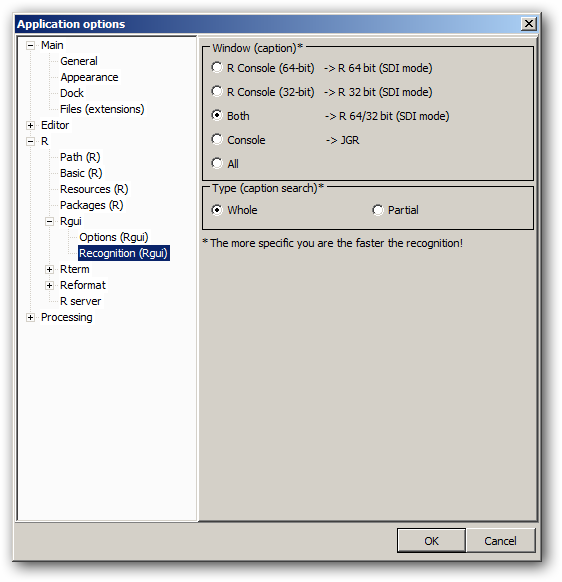 Application options
Main
General
Appearance
Dock
Files (extensions)
Editor
R
Path (R)
Basic (R)
Resources (R)
Packages (R)
Rgui
Options (Rgui)
Recognition (Rgui)
Rterm
Reformat
R server
Processing
Window (caption)*
R Console (64-bit) -> R 64 bit (SDI mode)
R Console (32-bit) -> R 32 bit (SDI mode)
Both -> R 64/32 bit (SDI mode)
Console -> JGR
All
Type (caption search)*
Whole Partial
* The more specific you are the faster the recognition!
OK Cancel